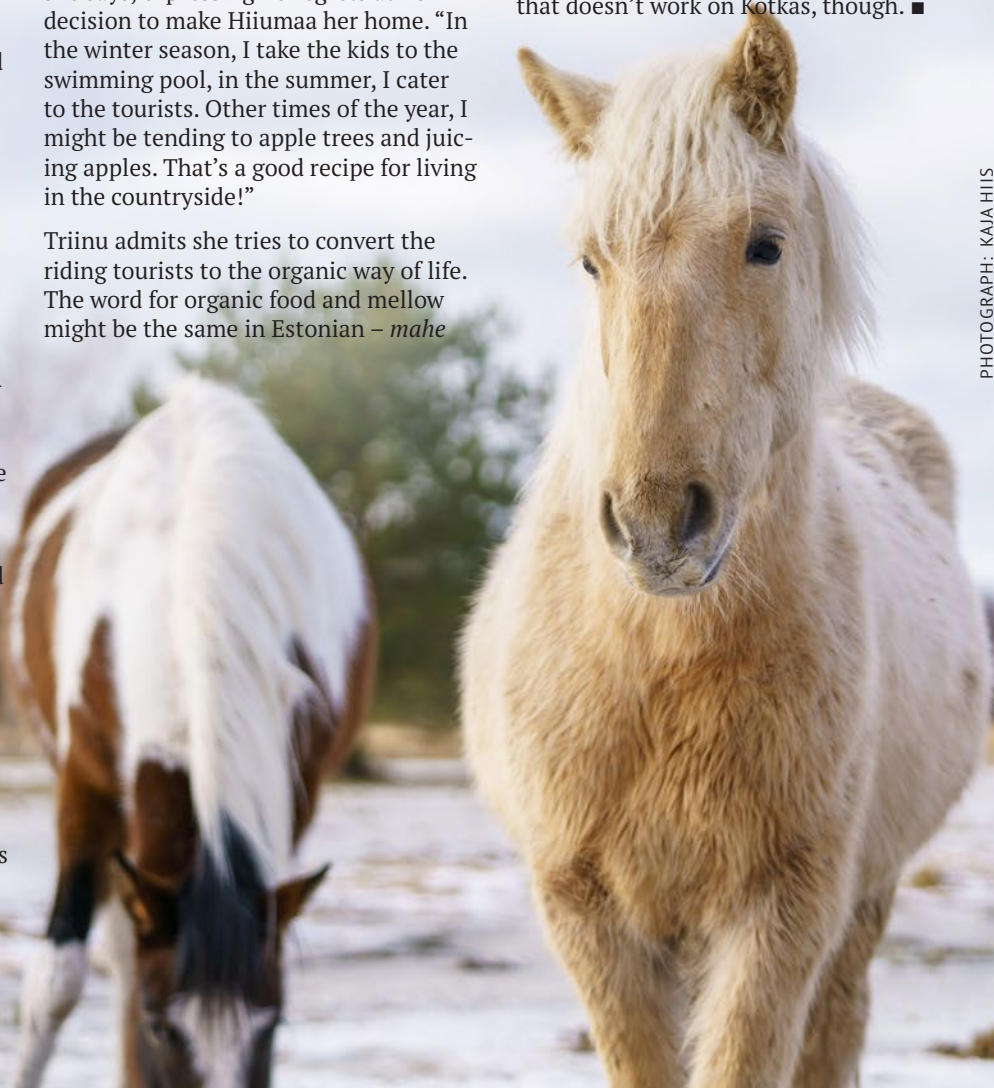 decision to make Hiiumaa her home. “In
the winter season, I take the kids to the
swimming pool, in the summer, I cater
to the tourists. Other times of the year, I
might be tending to apple trees and juic-
ing apples. That’s a good recipe for living
in the countryside!”
Triinu admits she tries to convert the
riding tourists to the organic way of life.
The word for organic food and mellow
might be the same in Estonian – mahe
that doesn’t work on Kotkas, though. ■
PHOTOGRAPH: KAJA HIIS